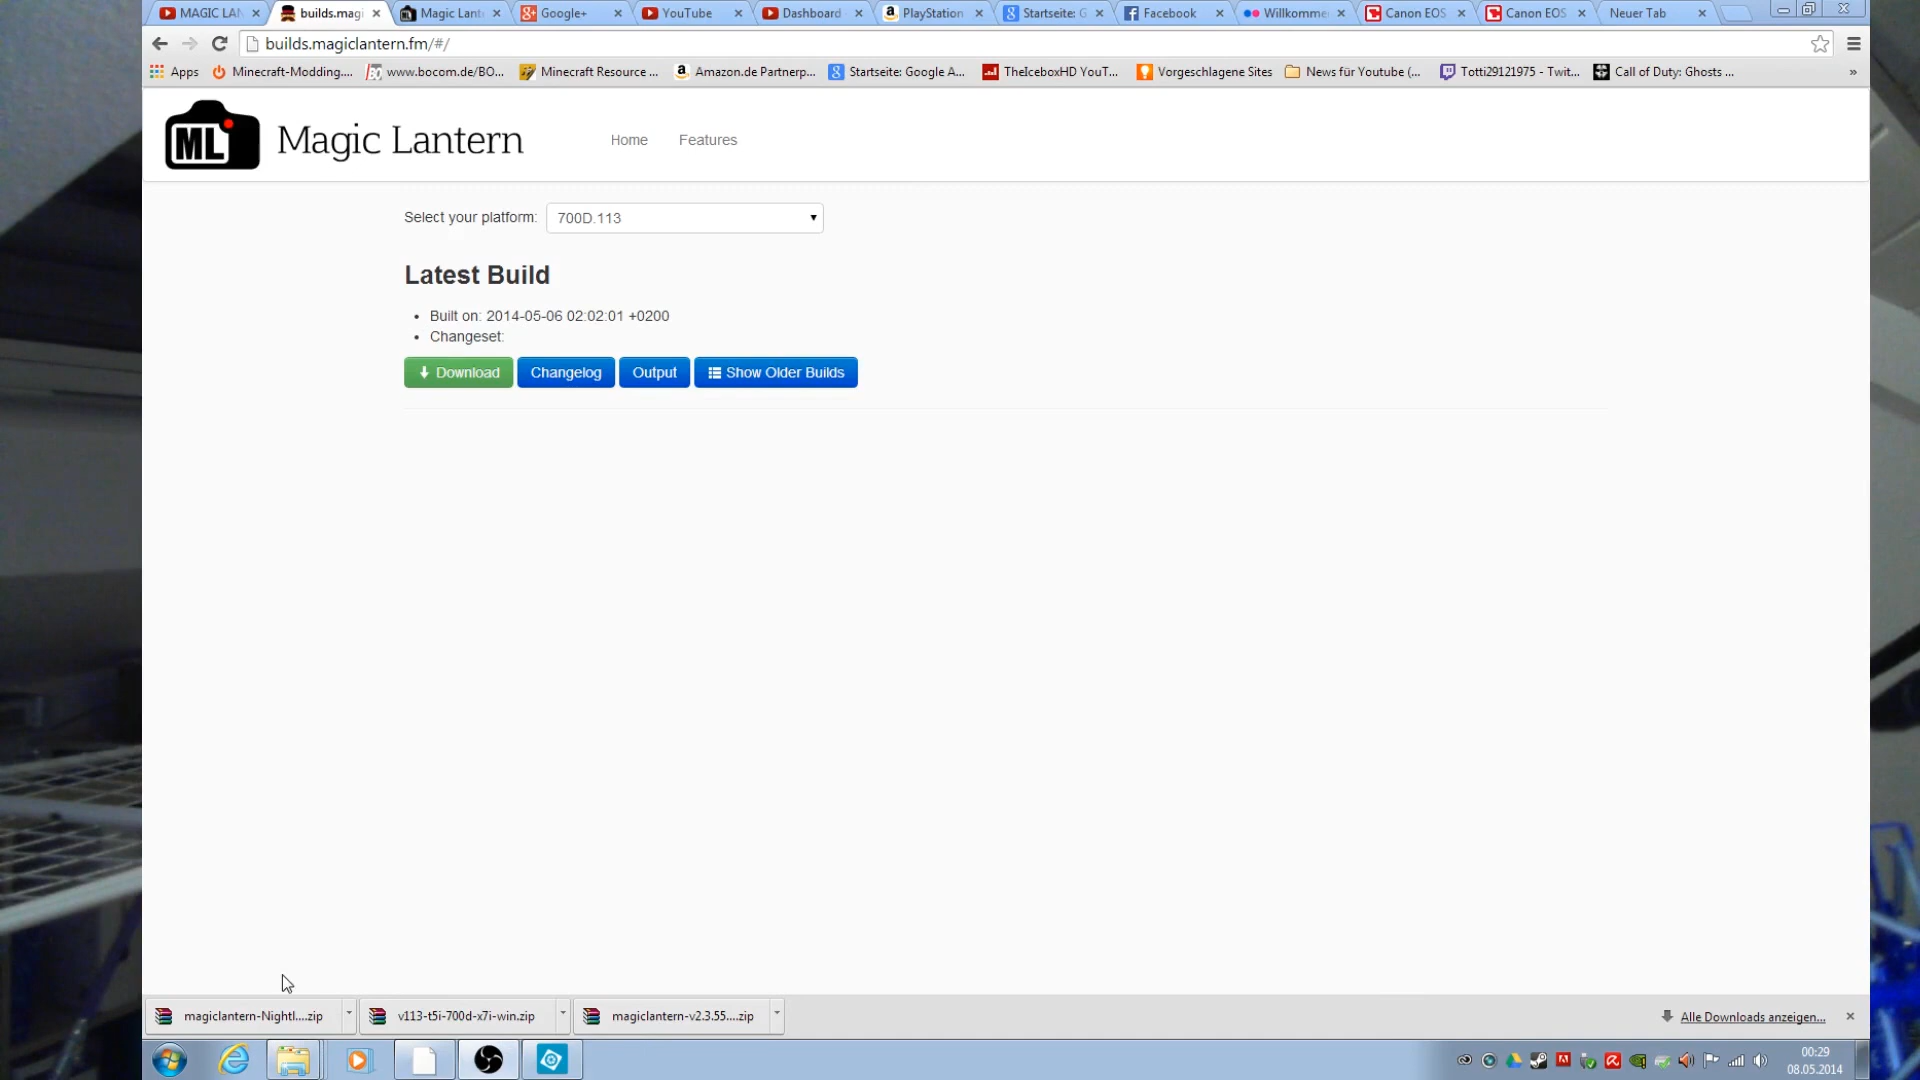 MAGIC LAN
builds.magi
Magic Lant
Google+
YouTube
Dashboard
PlayStation
Startseite: G
Facebook
Willkomme
Canon EOS
Canon EOS
Neuer Tab
builds.magiclantern.fm/#/
Apps
Minecraft-Modding....
www.bocom.de/BO...
Minecraft Resource ...
Amazon.de Partnerp...
Startseite: Google A...
TheIceboxHD YouT...
Vorgeschlagene Sites
News für Youtube (...
Totti29121975 - Twit...
Call of Duty: Ghosts ...
»
ML
Magic Lantern
Home
Features
Select your platform:
700D.113
Latest Build
• Built on: 2014-05-06 02:02:01 +0200
• Changeset:
Download
Changelog
Output
Show Older Builds
magiclantern-Nightl....zip
v113-t5i-700d-x7i-win.zip
magiclantern-v2.3.55....zip
Alle Downloads anzeigen...
00:29
08.05.2014